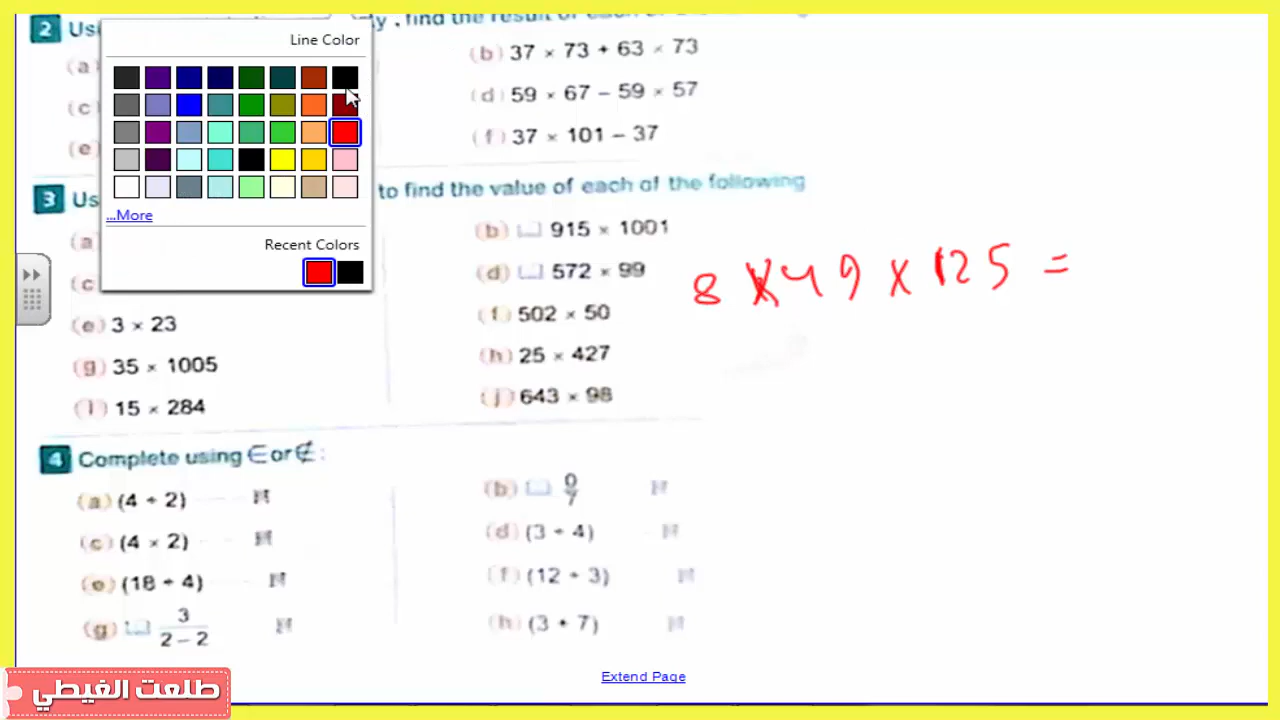 2 Us ly , find the result of each of
(a
(b) 37 × 73 + 63 × 73
(c
(d) 59 × 67 − 59 × 57
(e
(f) 37 × 101 − 37
Line Color
...More
Recent Colors
3 Us to find the value of each of the following
(a
(b) 915 × 1001
(c
(d) 572 × 99
(e) 3 × 23
(f) 502 × 50
(g) 35 × 1005
(h) 25 × 427
(i) 15 × 284
(j) 643 × 98
8 × 49 × 125 =
4 Complete using ∈ or ∉ :
(a) (4 ÷ 2) ℕ
(b) 0/7 ℕ
(c) (4 × 2) ℕ
(d) (3 ÷ 4) ℕ
(e) (18 ÷ 4) ℕ
(f) (12 ÷ 3) ℕ
(g) 3/(2 − 2) ℕ
(h) (3 + 7) ℕ
Extend Page
طلعت الغيطي